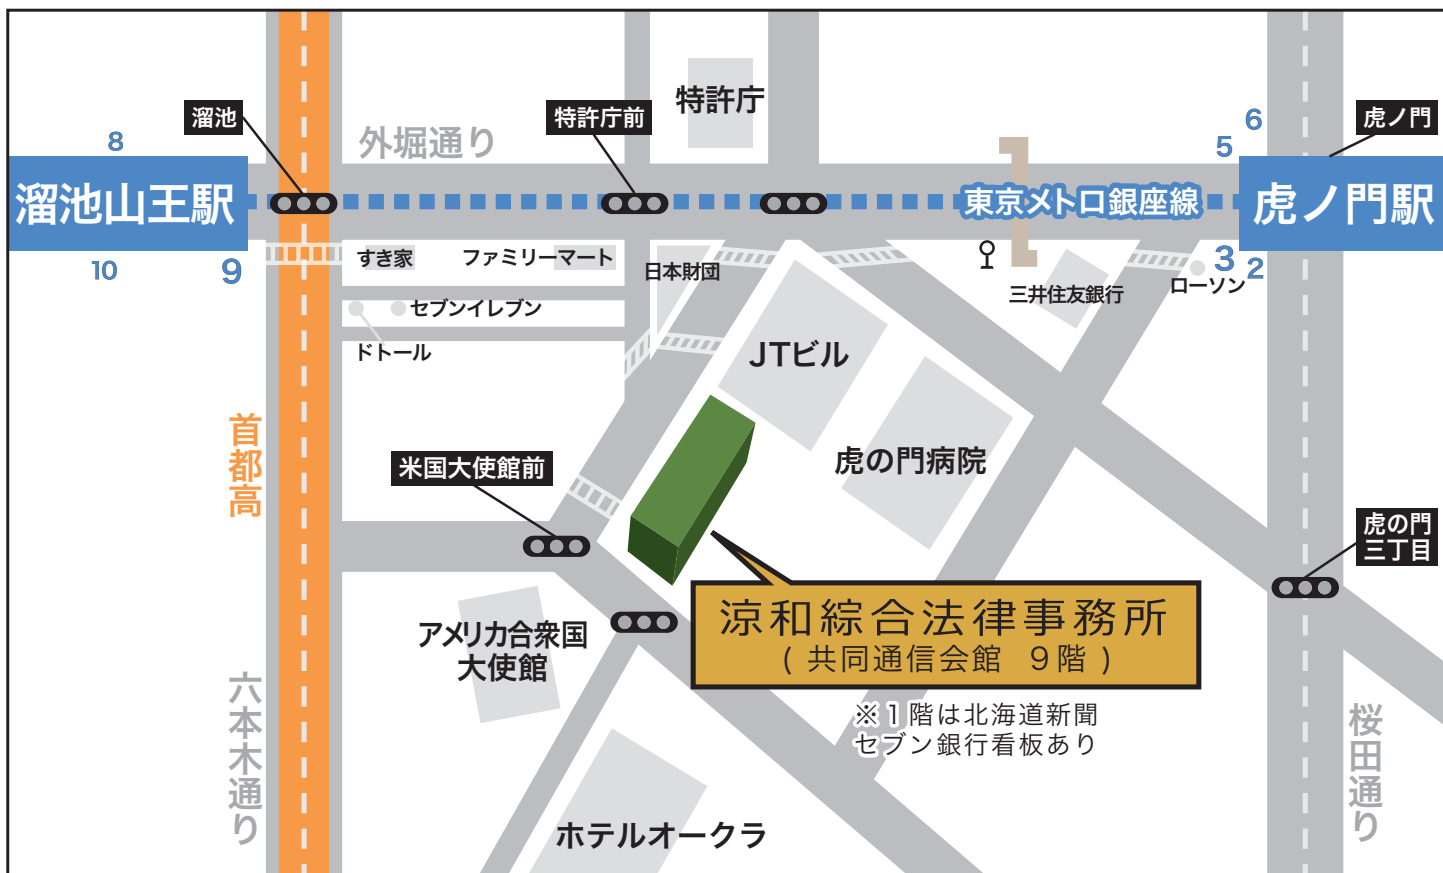 特許庁
溜池
特許庁前
虎ノ門
外堀通り
8
6
5
溜池山王駅
東京メトロ銀座線
虎ノ門駅
10
9
3
2
すき家
ファミリーマート
日本財団
三井住友銀行
ローソン
セブンイレブン
ドトール
JTビル
首都高
米国大使館前
虎の門病院
虎の門
三丁目
涼和綜合法律事務所
( 共同通信会館 9階 )
アメリカ合衆国
大使館
※1階は北海道新聞
セブン銀行看板あり
六本木通り
桜田通り
ホテルオークラ